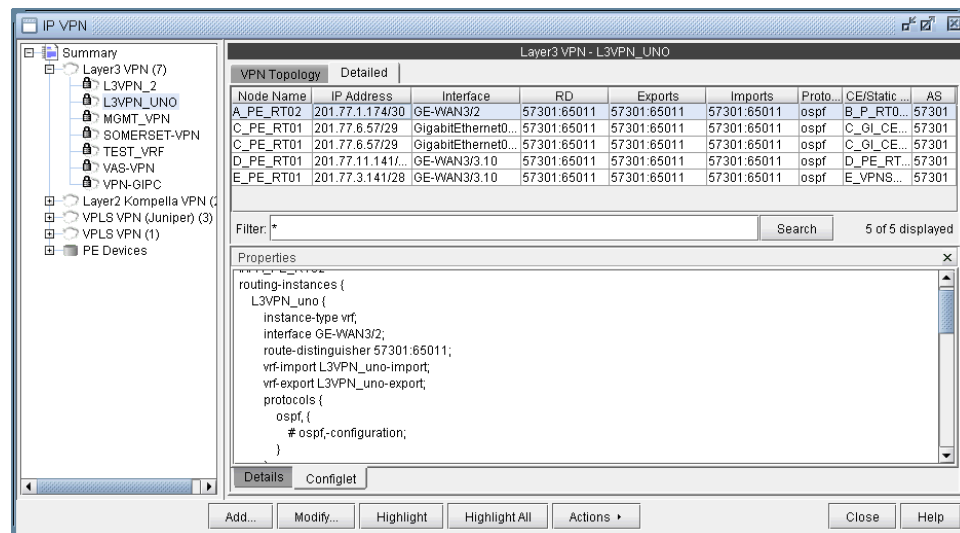 IP VPN
Summary
Layer3 VPN (7)
L3VPN_2
L3VPN_UNO
MGMT_VPN
SOMERSET-VPN
TEST_VRF
VAS-VPN
VPN-GIPC
Layer2 Kompella VPN (2
VPLS VPN (Juniper) (3)
VPLS VPN (1)
PE Devices
Layer3 VPN - L3VPN_UNO
VPN Topology Detailed
Node Name IP Address Interface RD Exports Imports Proto... CE/Static ... AS
A_PE_RT02 201.77.1.174/30 GE-WAN3/2 57301:65011 57301:65011 57301:65011 ospf B_P_RT0... 57301
C_PE_RT01 201.77.6.57/29 GigabitEthernet0... 57301:65011 57301:65011 57301:65011 ospf C_GI_CE... 57301
C_PE_RT01 201.77.6.57/29 GigabitEthernet0... 57301:65011 57301:65011 57301:65011 ospf C_GI_CE... 57301
D_PE_RT01 201.77.11.141/... GE-WAN3/3.10 57301:65011 57301:65011 57301:65011 ospf D_PE_RT... 57301
E_PE_RT01 201.77.3.141/28 GE-WAN3/3.10 57301:65011 57301:65011 57301:65011 ospf E_VPNS... 57301
Filter: * Search 5 of 5 displayed
Properties
routing-instances {
L3VPN_uno {
instance-type vrf;
interface GE-WAN3/2;
route-distinguisher 57301:65011;
vrf-import L3VPN_uno-import;
vrf-export L3VPN_uno-export;
protocols {
ospf, {
# ospf,-configuration;
}
Details Configlet
Add... Modify... Highlight Highlight All Actions Close Help